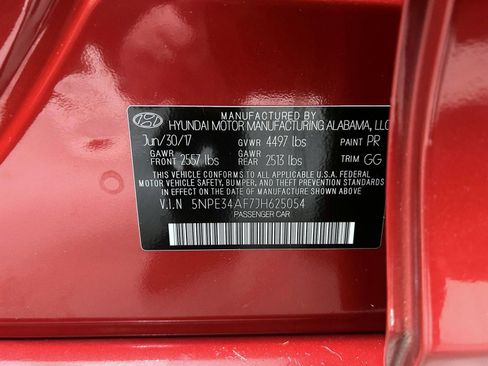 MANUFACTURED BY
HYUNDAI MOTOR MANUFACTURING ALABAMA, LLC
Jun/30/17 GVWR 4497 lbs PAINT PR
GAWR FRONT 2557 lbs GAWR REAR 2513 lbs TRIM GG
THIS VEHICLE CONFORMS TO ALL APPLICABLE U.S.A. FEDERAL
MOTOR VEHICLE SAFETY, BUMPER, AND THEFT PREVENTION STANDARDS
IN EFFECT ON THE DATE OF MANUFACTURE SHOWN ABOVE.
V.I.N 5NPE34AF7JH625054
PASSENGER CAR